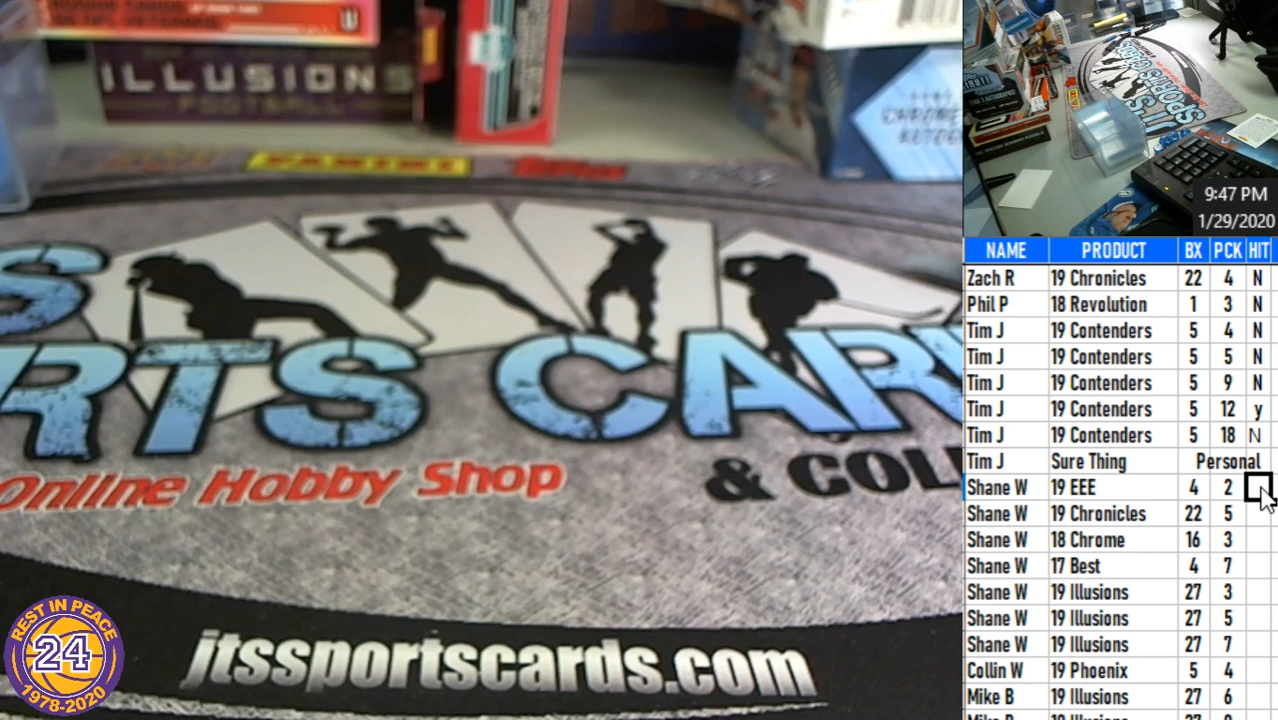 ILLUSIONS
FOOTBALL
PANINI
S
RTS CAR
Online Hobby Shop
& COL
jtssportscards.com
REST IN PEACE
24
1978-2020
9:47 PM
1/29/2020
NAME PRODUCT BX PCK HIT
Zach R 19 Chronicles 22 4 N
Phil P 18 Revolution 1 3 N
Tim J 19 Contenders 5 4 N
Tim J 19 Contenders 5 5 N
Tim J 19 Contenders 5 9 N
Tim J 19 Contenders 5 12 y
Tim J 19 Contenders 5 18 N
Tim J Sure Thing Personal
Shane W 19 EEE 4 2
Shane W 19 Chronicles 22 5
Shane W 18 Chrome 16 3
Shane W 17 Best 4 7
Shane W 19 Illusions 27 3
Shane W 19 Illusions 27 5
Shane W 19 Illusions 27 7
Collin W 19 Phoenix 5 4
Mike B 19 Illusions 27 6